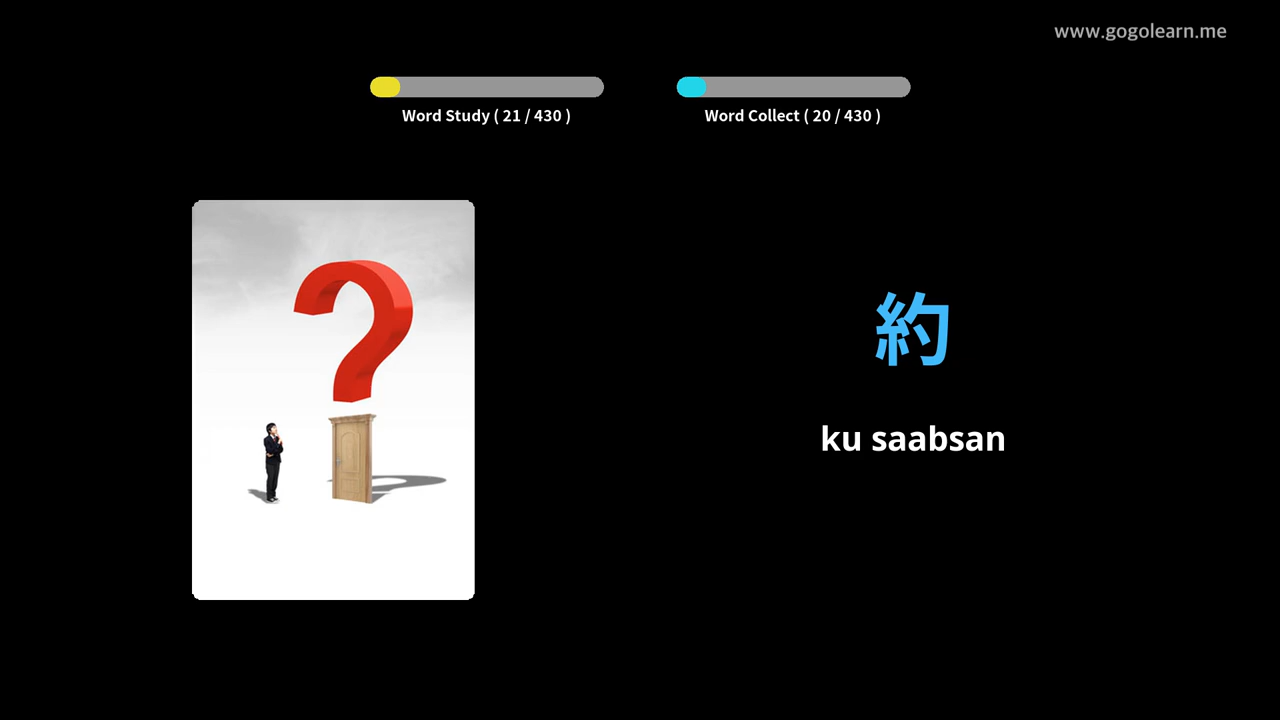 www.gogolearn.me
Word Study ( 21 / 430 )
Word Collect ( 20 / 430 )
約
ku saabsan